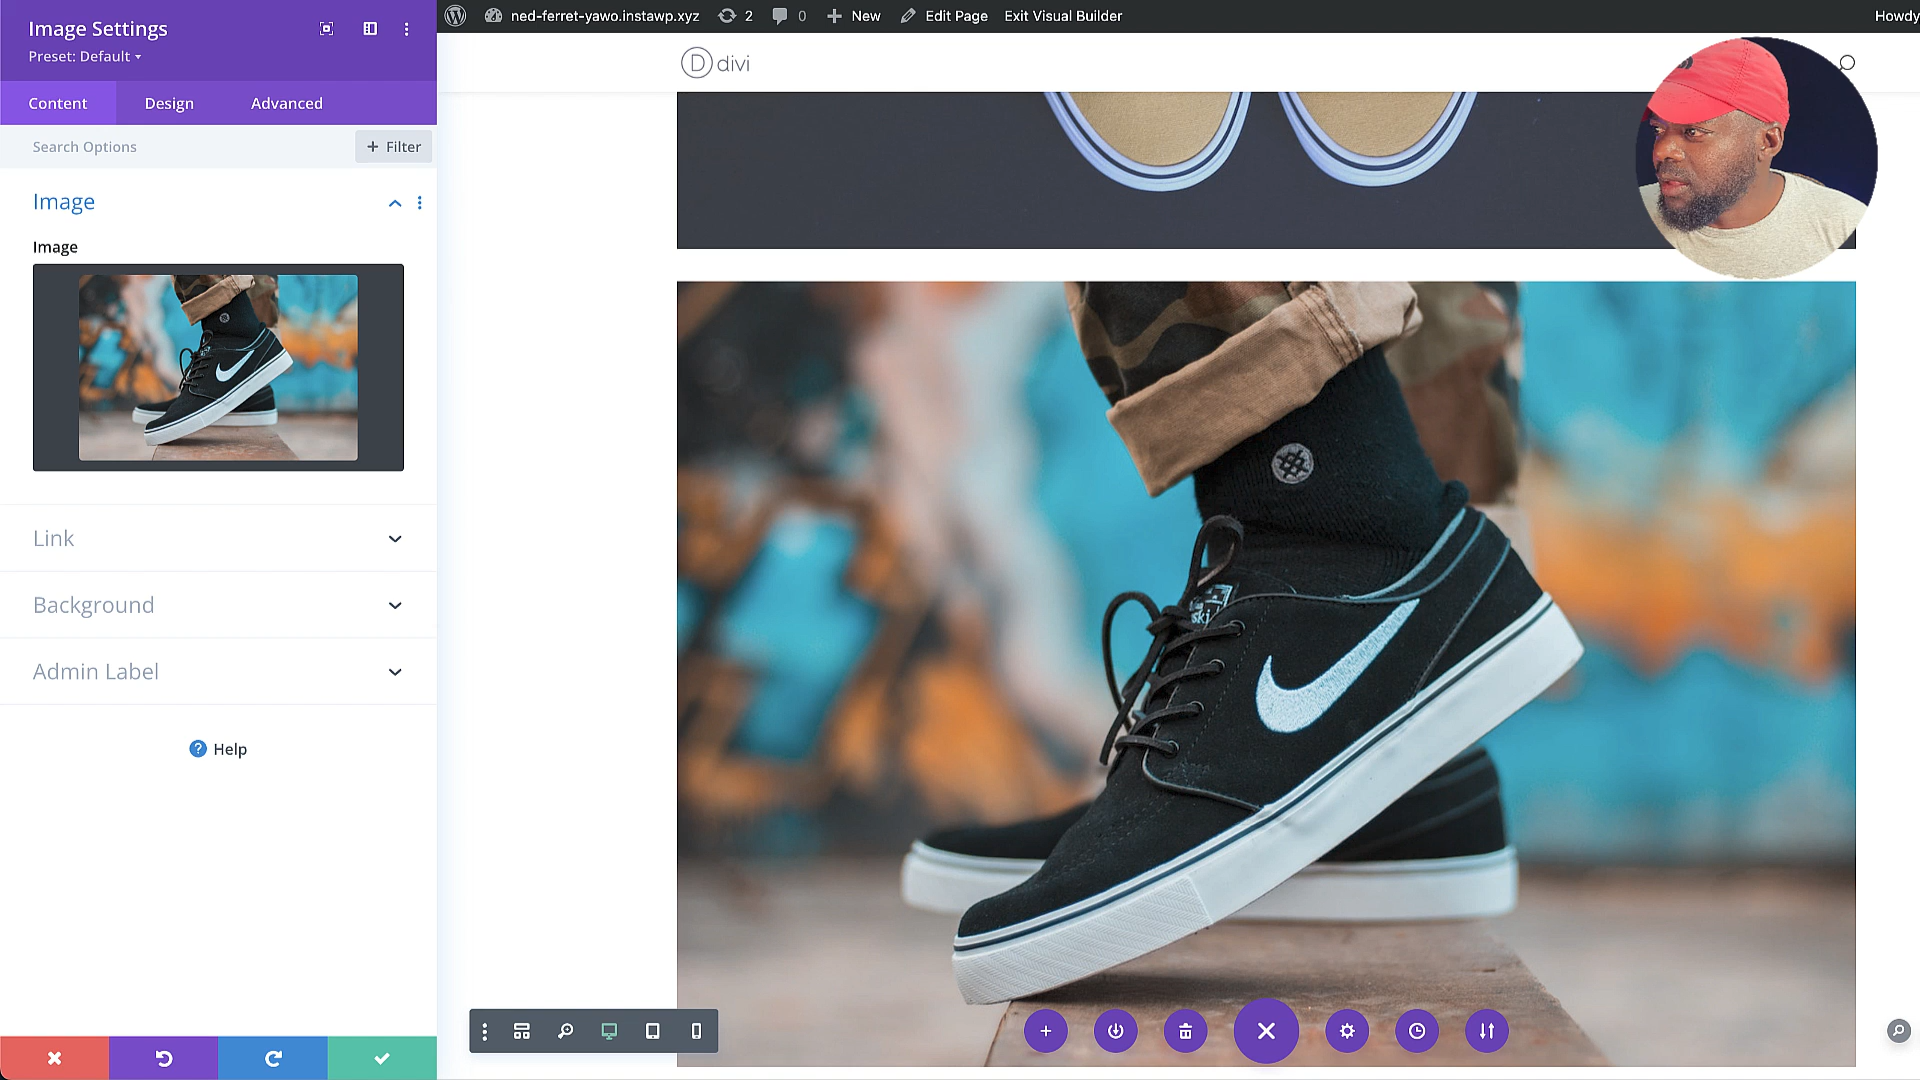 Image Settings
Preset: Default
Content
Design
Advanced
Search Options
+ Filter
Image
Image
Link
Background
Admin Label
? Help
ned-ferret-yawo.instawp.xyz
2
0
New
Edit Page
Exit Visual Builder
Howdy
D divi